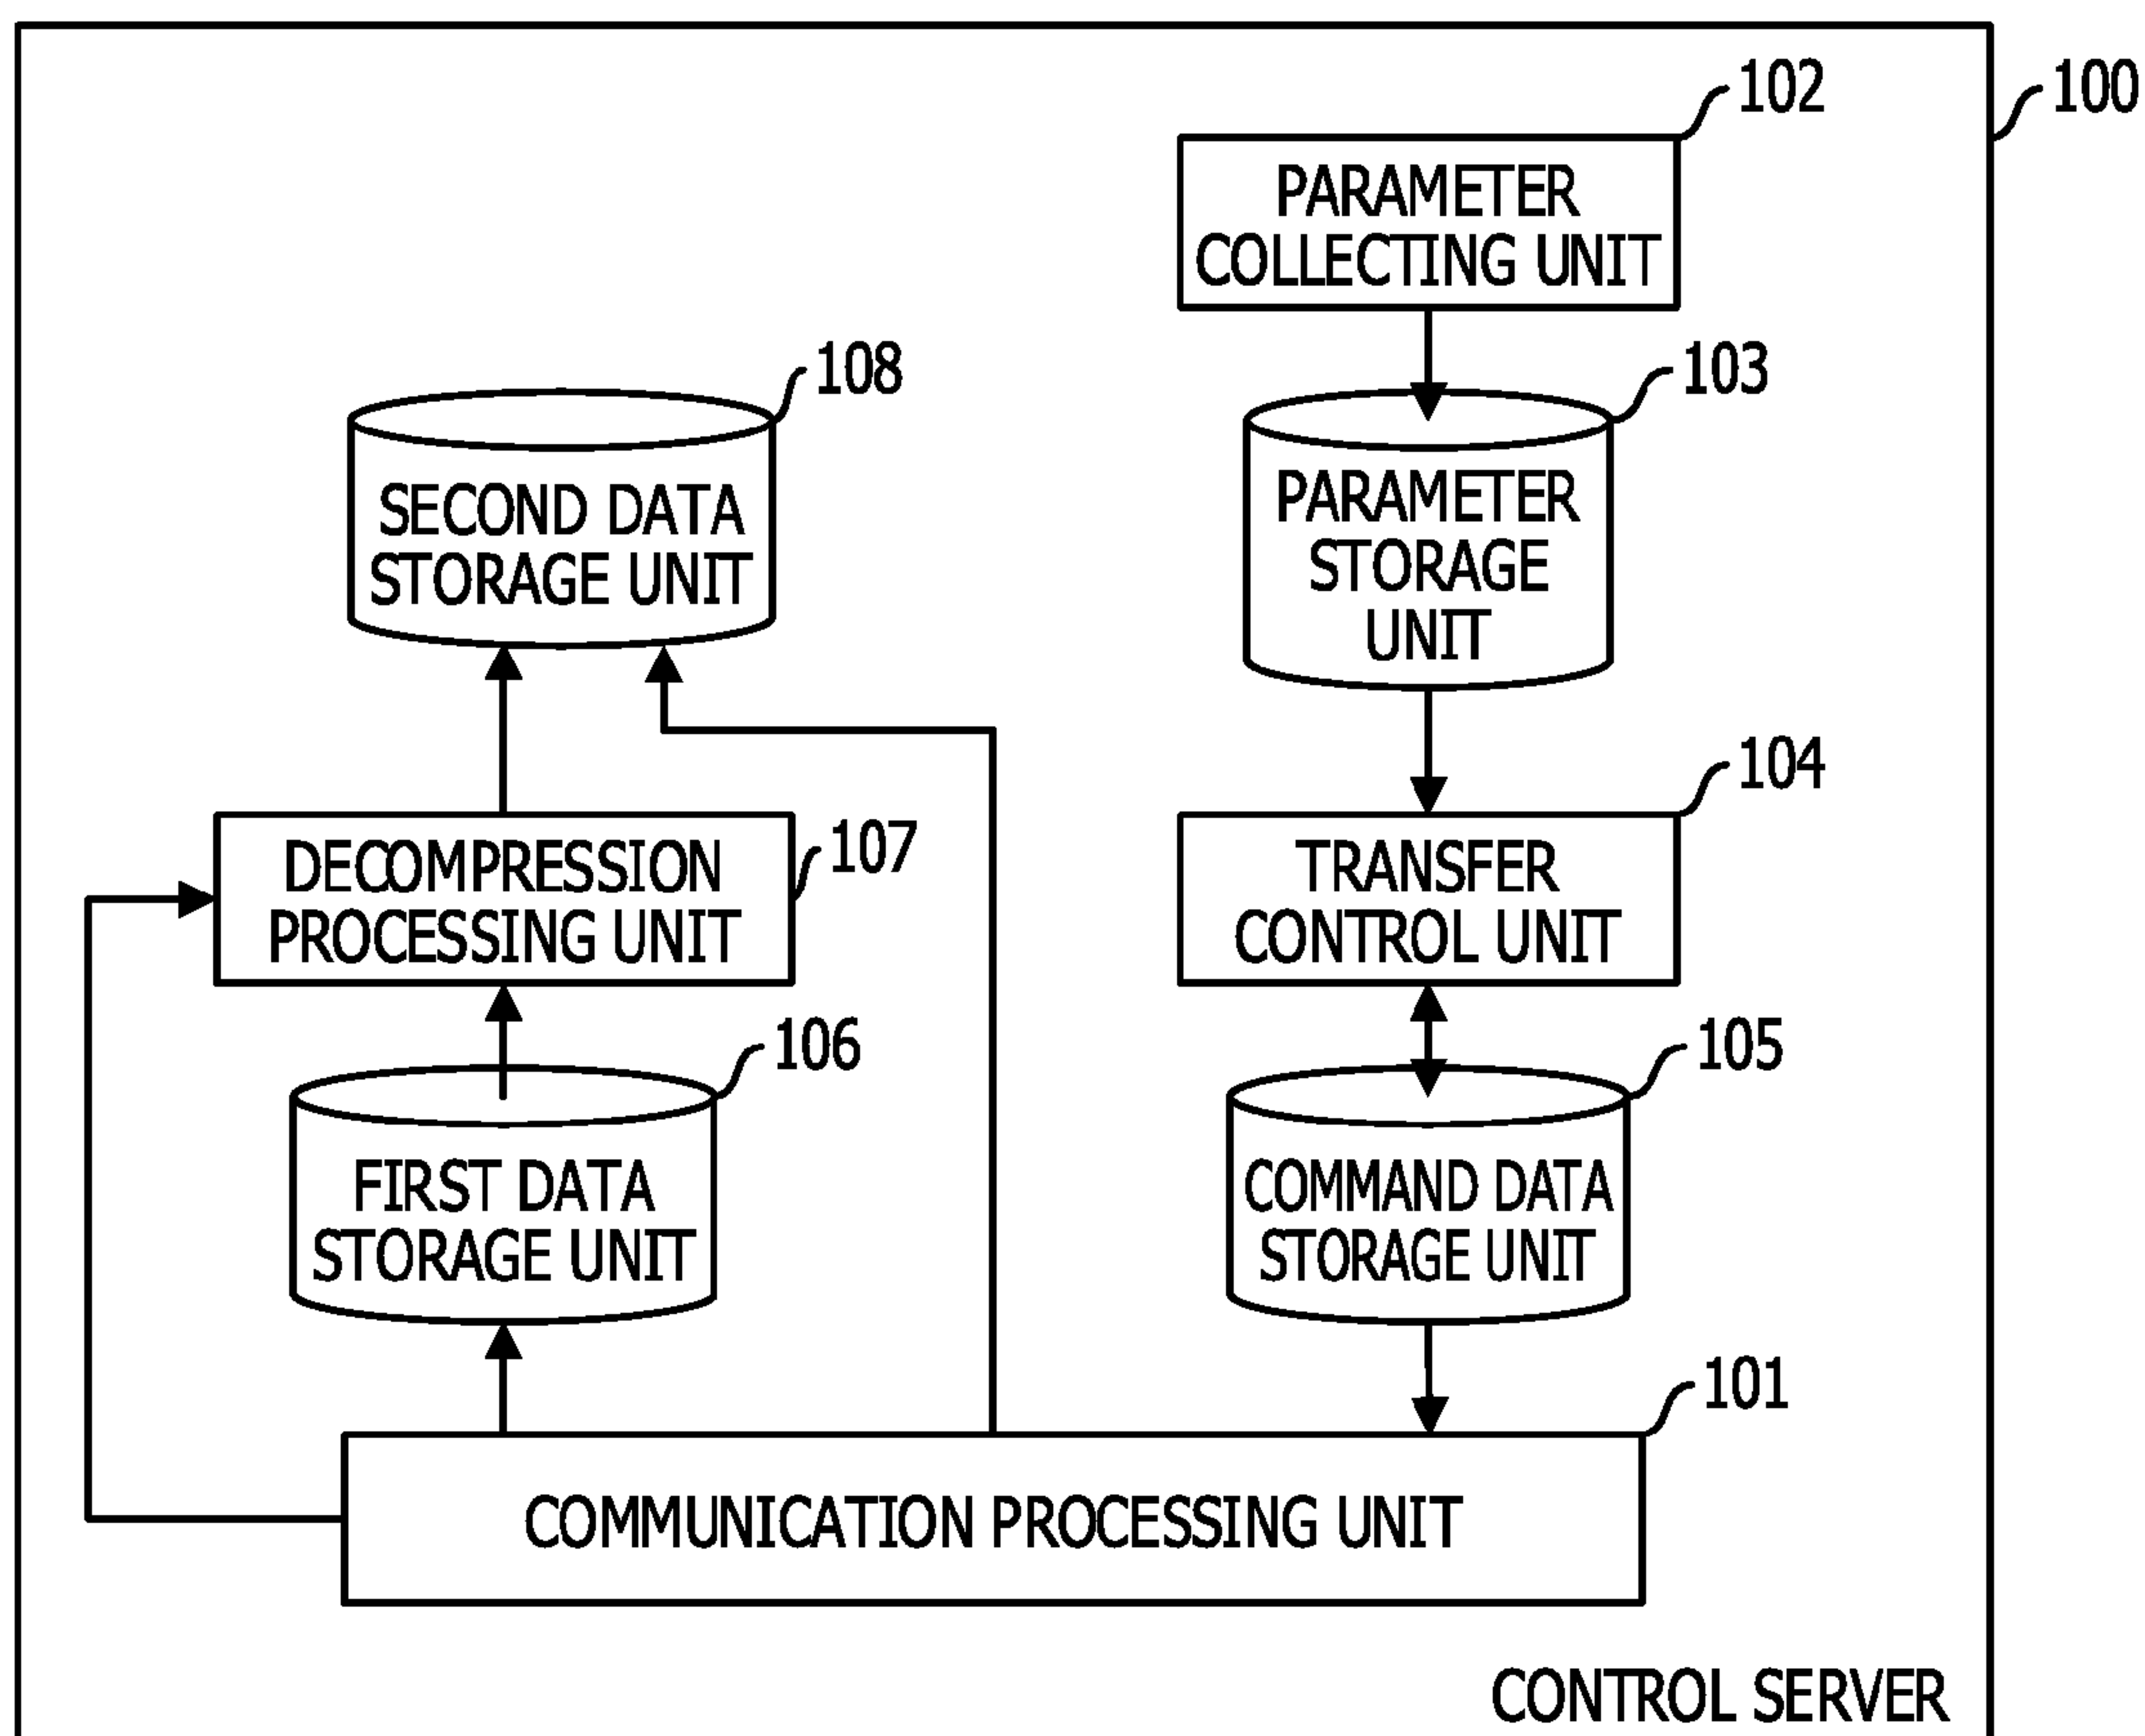 102
100
PARAMETER
COLLECTING UNIT
108
103
SECOND DATA
STORAGE UNIT
PARAMETER
STORAGE
UNIT
104
107
DECOMPRESSION
PROCESSING UNIT
TRANSFER
CONTROL UNIT
106
105
FIRST DATA
STORAGE UNIT
COMMAND DATA
STORAGE UNIT
101
COMMUNICATION PROCESSING UNIT
CONTROL SERVER